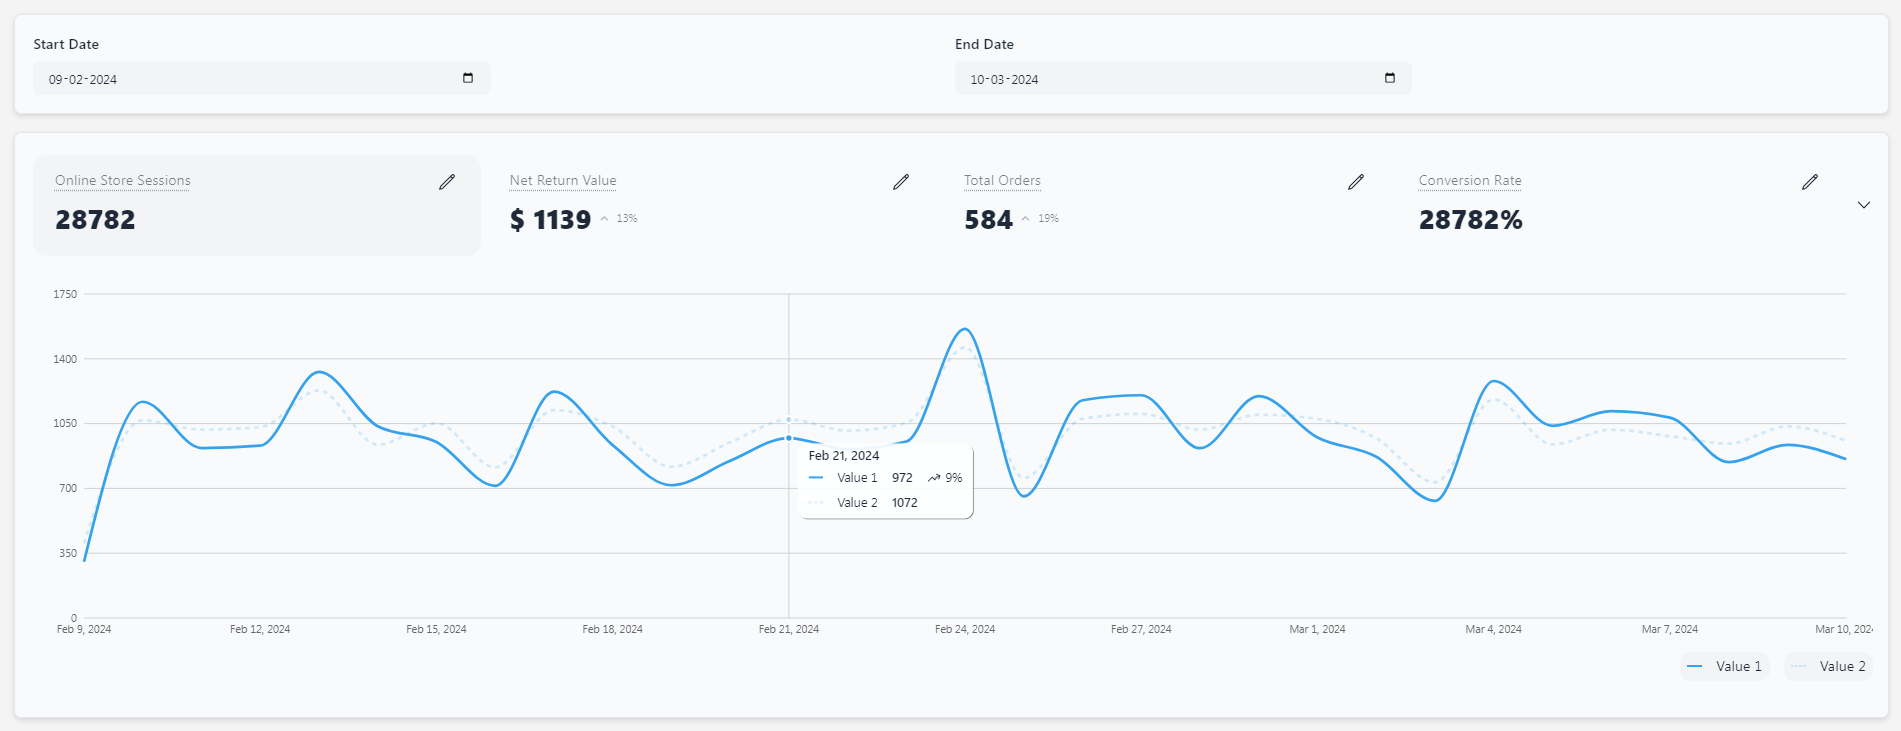 Start Date
09-02-2024
End Date
10-03-2024
Online Store Sessions
28782
Net Return Value
$ 1139 13%
Total Orders
584 19%
Conversion Rate
28782%
1750
1400
1050
700
350
0
Feb 21, 2024
Value 1 972 9%
Value 2 1072
Feb 9, 2024 Feb 12, 2024 Feb 15, 2024 Feb 18, 2024 Feb 21, 2024 Feb 24, 2024 Feb 27, 2024 Mar 1, 2024 Mar 4, 2024 Mar 7, 2024 Mar 10, 202
Value 1 Value 2